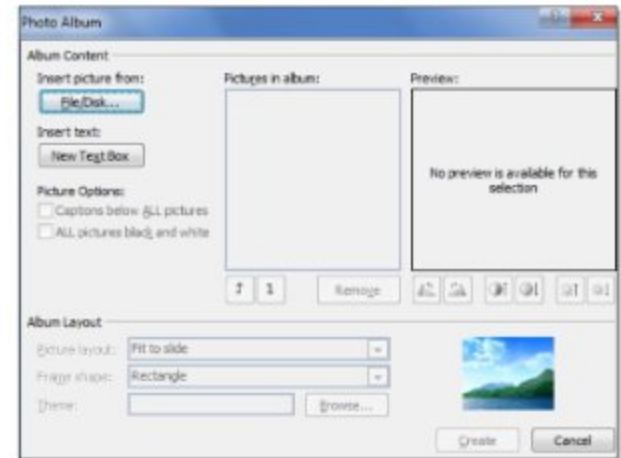 Photo Album
Album Content
Insert picture from:
File/Disk...
Insert text:
New Text Box
Picture Options:
Captions below ALL pictures
ALL pictures black and white
Pictures in album:
Remove
Preview:
No preview is available for this
selection
Album Layout
Picture layout: Fit to slide
Frame shape: Rectangle
Theme:
Browse...
Create
Cancel